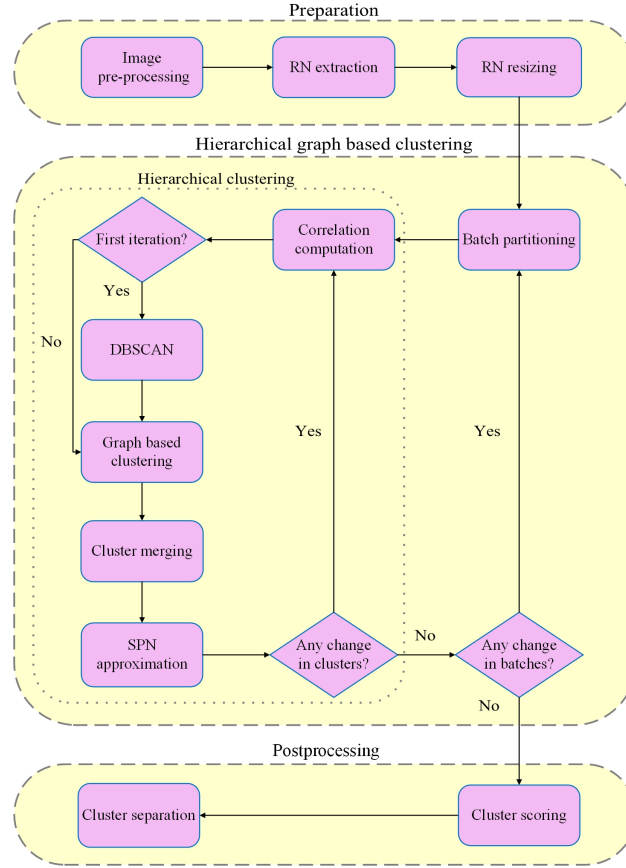 Preparation
Image
pre-processing
RN extraction
RN resizing
Hierarchical graph based clustering
Hierarchical clustering
First iteration?
Correlation
computation
Batch partitioning
Yes
No
DBSCAN
Graph based
clustering
Yes
Yes
Cluster merging
SPN
approximation
Any change
in clusters?
No
Any change
in batches?
No
Postprocessing
Cluster separation
Cluster scoring